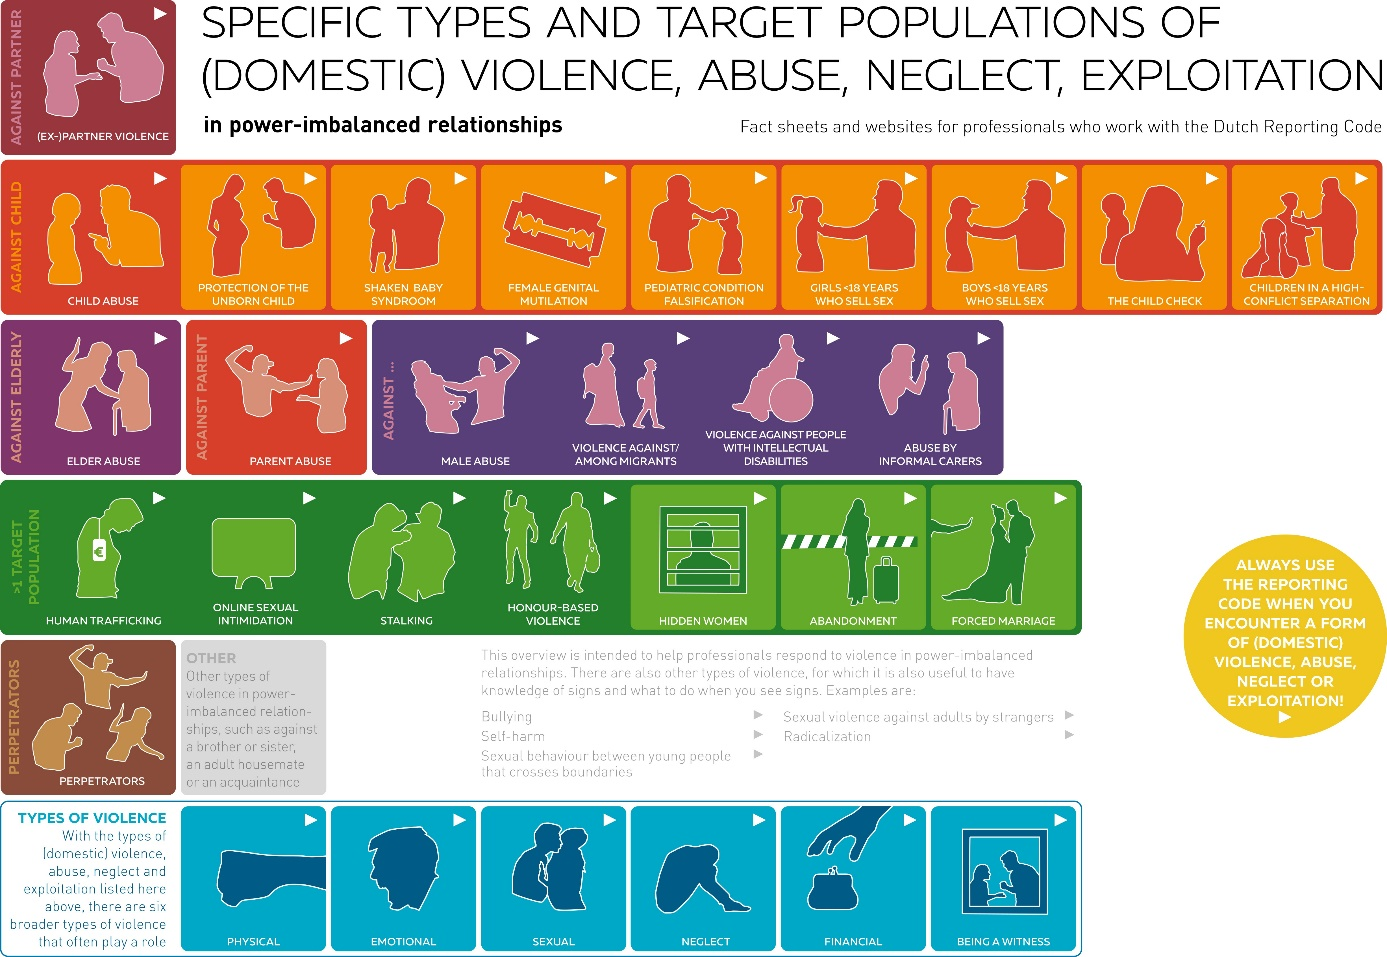 SPECIFIC TYPES AND TARGET POPULATIONS OF
(DOMESTIC) VIOLENCE, ABUSE, NEGLECT, EXPLOITATION
in power-imbalanced relationships
Fact sheets and websites for professionals who work with the Dutch Reporting Code
AGAINST PARTNER
(EX-)PARTNER VIOLENCE
AGAINST CHILD
CHILD ABUSE
PROTECTION OF THE
UNBORN CHILD
SHAKEN BABY
SYNDROOM
FEMALE GENITAL
MUTILATION
PEDIATRIC CONDITION
FALSIFICATION
GIRLS <18 YEARS
WHO SELL SEX
BOYS <18 YEARS
WHO SELL SEX
THE CHILD CHECK
CHILDREN IN A HIGH-
CONFLICT SEPARATION
AGAINST ELDERLY
ELDER ABUSE
AGAINST PARENT
PARENT ABUSE
AGAINST ...
MALE ABUSE
VIOLENCE AGAINST/
AMONG MIGRANTS
VIOLENCE AGAINST PEOPLE
WITH INTELLECTUAL
DISABILITIES
ABUSE BY
INFORMAL CARERS
>1 TARGET
POPULATION
€
HUMAN TRAFFICKING
ONLINE SEXUAL
INTIMIDATION
STALKING
HONOUR-BASED
VIOLENCE
HIDDEN WOMEN
ABANDONMENT
FORCED MARRIAGE
ALWAYS USE
THE REPORTING
CODE WHEN YOU
ENCOUNTER A FORM
OF (DOMESTIC)
VIOLENCE, ABUSE,
NEGLECT OR
EXPLOITATION!
PERPETRATORS
PERPETRATORS
OTHER
Other types of
violence in power-
imbalanced relation-
ships, such as against
a brother or sister,
an adult housemate
or an acquaintance
This overview is intended to help professionals respond to violence in power-imbalanced
relationships. There are also other types of violence, for which it is also useful to have
knowledge of signs and what to do when you see signs. Examples are:
Bullying
Self-harm
Sexual behaviour between young people
that crosses boundaries
Sexual violence against adults by strangers
Radicalization
TYPES OF VIOLENCE
With the types of
(domestic) violence,
abuse, neglect and
exploitation listed here
above, there are six
broader types of violence
that often play a role
PHYSICAL
EMOTIONAL
SEXUAL
NEGLECT
FINANCIAL
BEING A WITNESS